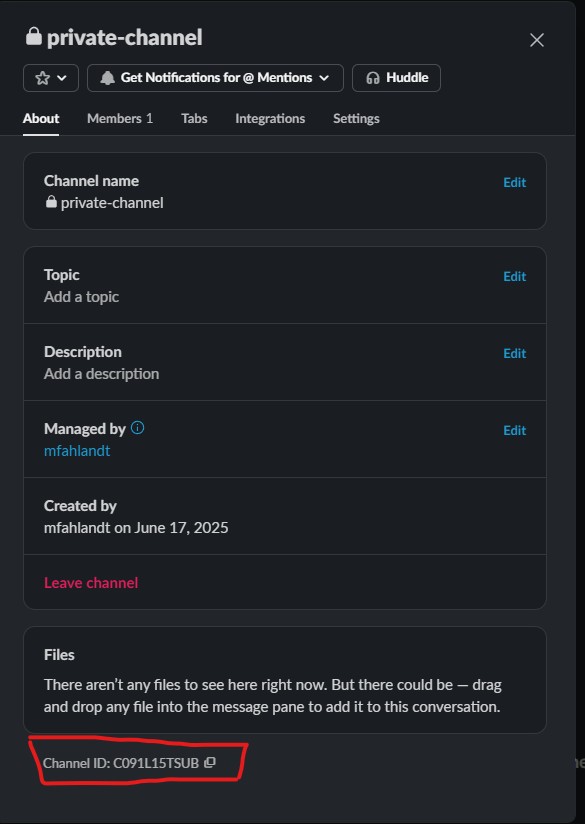 private-channel
Get Notifications for @ Mentions
Huddle
About Members 1 Tabs Integrations Settings
Channel name
Edit
private-channel
Topic
Edit
Add a topic
Description
Edit
Add a description
Managed by
Edit
mfahlandt
Created by
mfahlandt on June 17, 2025
Leave channel
Files
There aren’t any files to see here right now. But there could be — drag
and drop any file into the message pane to add it to this conversation.
Channel ID: C091L15TSUB